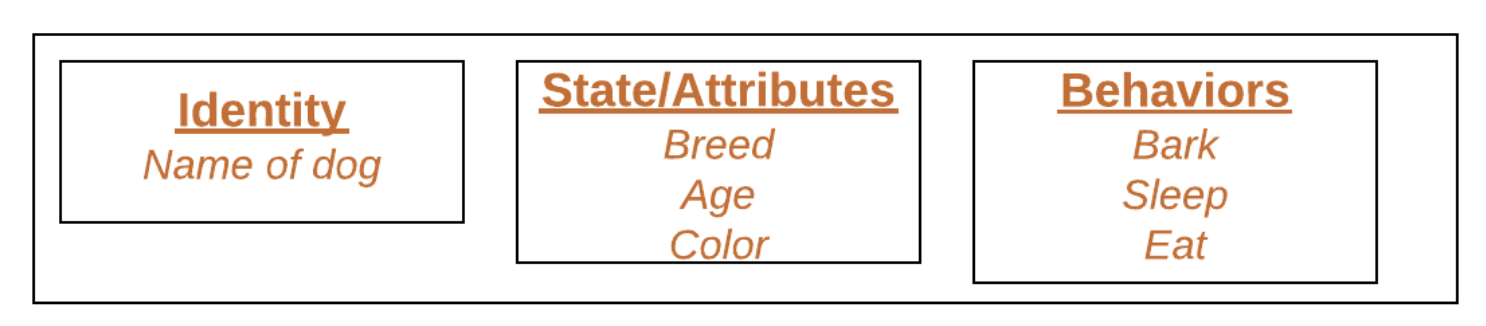 Identity
Name of dog
State/Attributes
Breed
Age
Color
Behaviors
Bark
Sleep
Eat